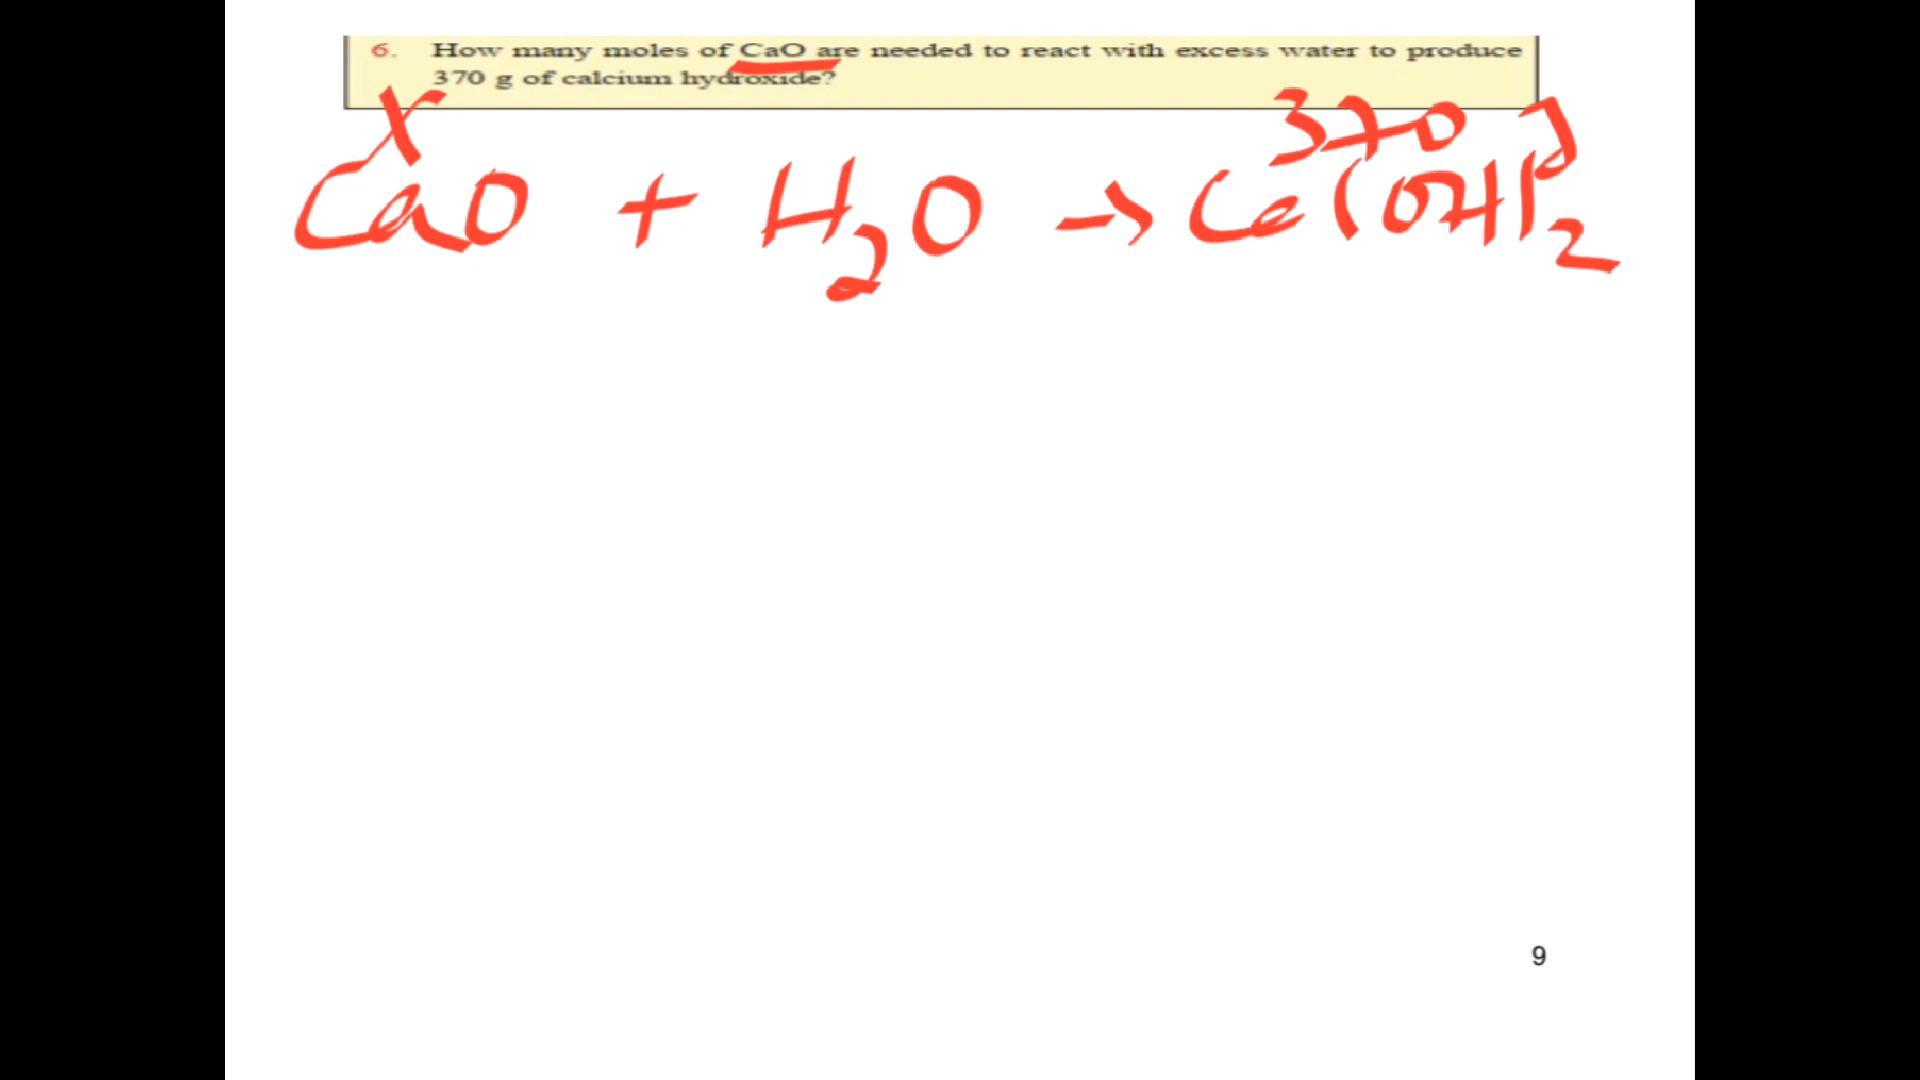 6. How many moles of CaO are needed to react with excess water to produce
370 g of calcium hydroxide?
x 370 g
CaO + H₂O → Ca(OH)₂
9